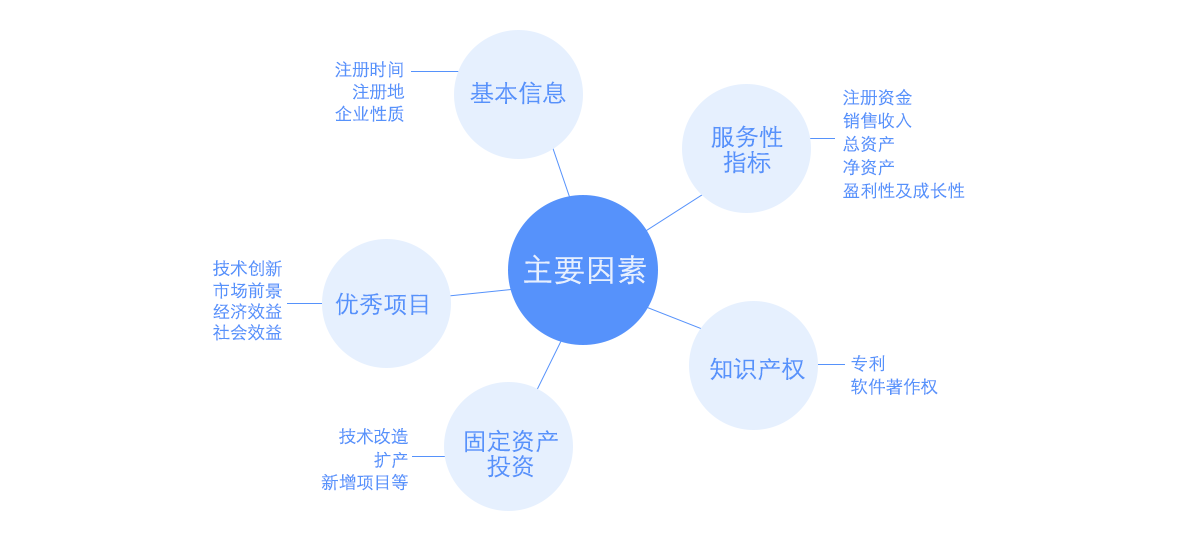 注册时间
注册地
企业性质
基本信息
服务性
指标
注册资金
销售收入
总资产
净资产
盈利性及成长性
主要因素
技术创新
市场前景
经济效益
社会效益
优秀项目
知识产权
专利
软件著作权
技术改造
扩产
新增项目等
固定资产
投资